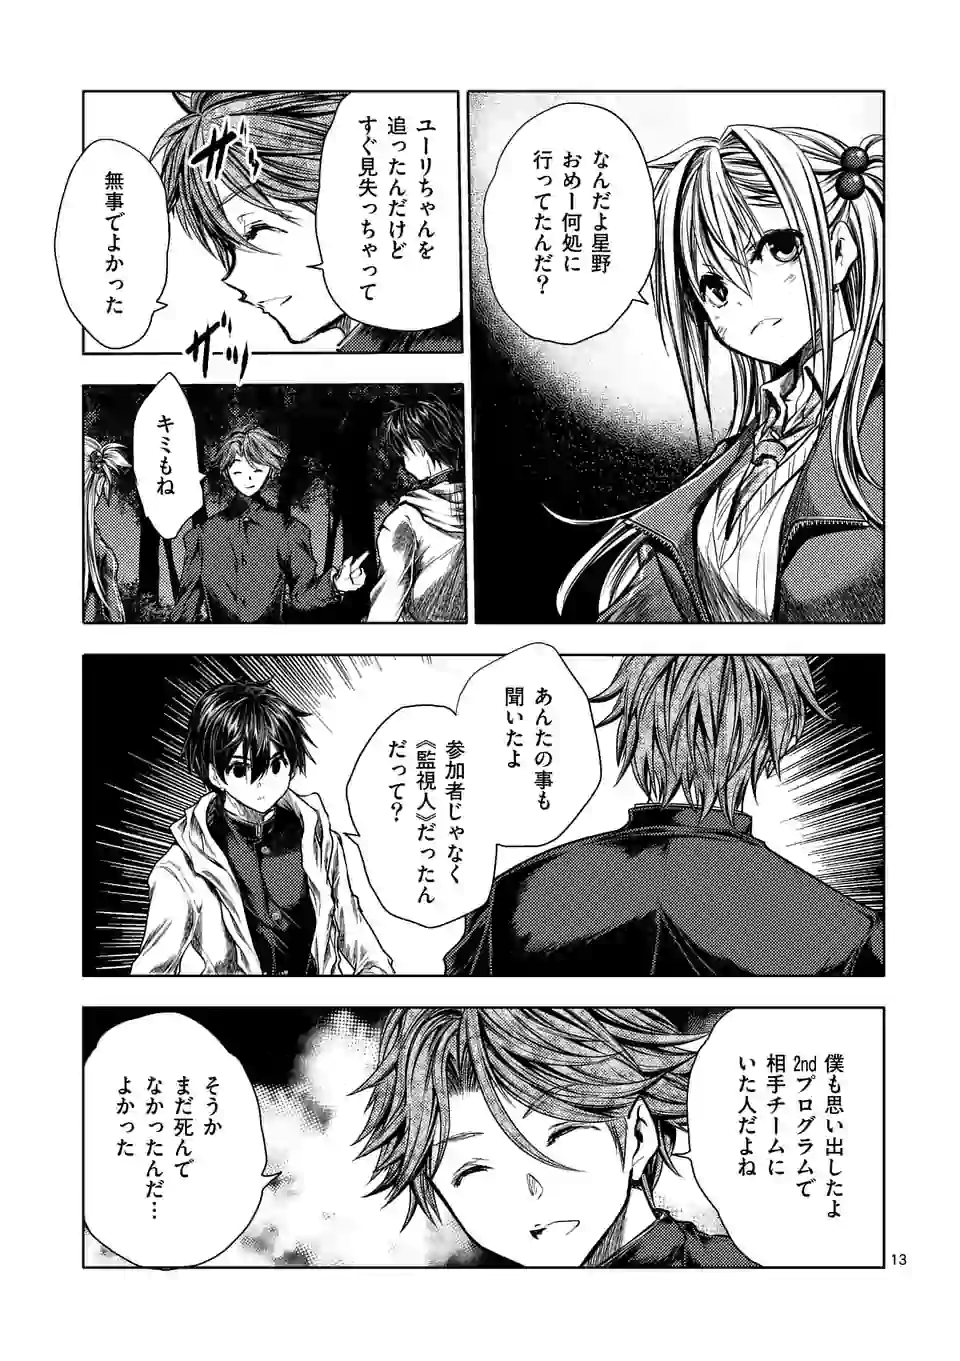 なんだよ星野
おめー何処に
行ってたんだ？
ユーリちゃんを
追ったんだけど
すぐ見失っちゃって
無事でよかった
ザッ
ザッ
キミもね
あんたの事も
聞いたよ
参加者じゃなく
《監視人》だったん
だって？
僕も思い出したよ
2ndプログラムで
相手チームに
いた人だよね
そうか
まだ死んで
なかったんだ…
よかった
13